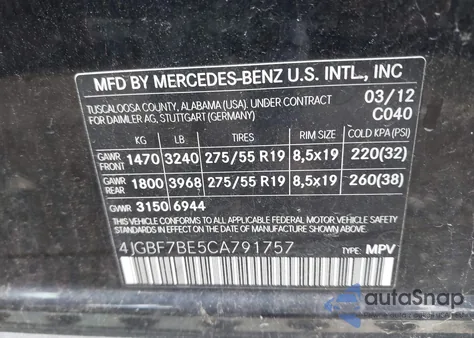 MFD BY MERCEDES-BENZ U.S. INTL., INC
TUSCALOOSA COUNTY, ALABAMA (USA). UNDER CONTRACT 03/12
FOR DAIMLER AG, STUTTGART (GERMANY) C040
KG LB TIRES RIM SIZE COLD KPA (PSI)
GAWR FRONT 1470 3240 275/55 R19 8,5x19 220(32)
GAWR REAR 1800 3968 275/55 R19 8,5x19 260(38)
GVWR 3150 6944
THIS VEHICLE CONFORMS TO ALL APPLICABLE FEDERAL MOTOR VEHICLE SAFETY
STANDARDS IN EFFECT ON THE DATE OF MANUFACTURE SHOWN ABOVE.
4JGBF7BE5CA791757 TYPE: MPV
autoSnap